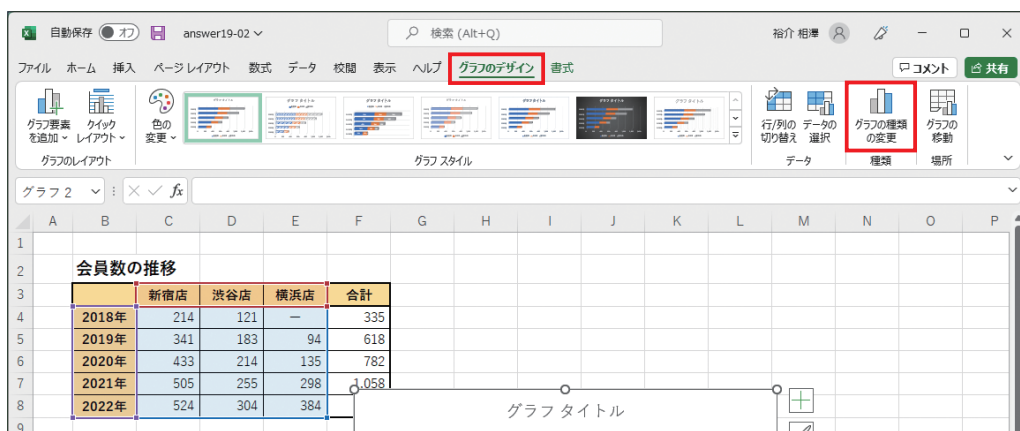 自動保存 オフ answer19-02 検索 (Alt+Q) 裕介 相澤
ファイル ホーム 挿入 ページ レイアウト 数式 データ 校閲 表示 ヘルプ グラフのデザイン 書式 コメント 共有
グラフ要素を追加 クイックレイアウト 色の変更 行/列の切り替え データの選択 グラフの種類の変更 グラフの移動
グラフのレイアウト グラフ スタイル データ 種類 場所
グラフ 2 fx
A B C D E F G H I J K L M N O P
1
2 会員数の推移
3 新宿店 渋谷店 横浜店 合計
4 2018年 214 121 － 335
5 2019年 341 183 94 618
6 2020年 433 214 135 782
7 2021年 505 255 298 1,058
8 2022年 524 304 384
グラフ タイトル
9